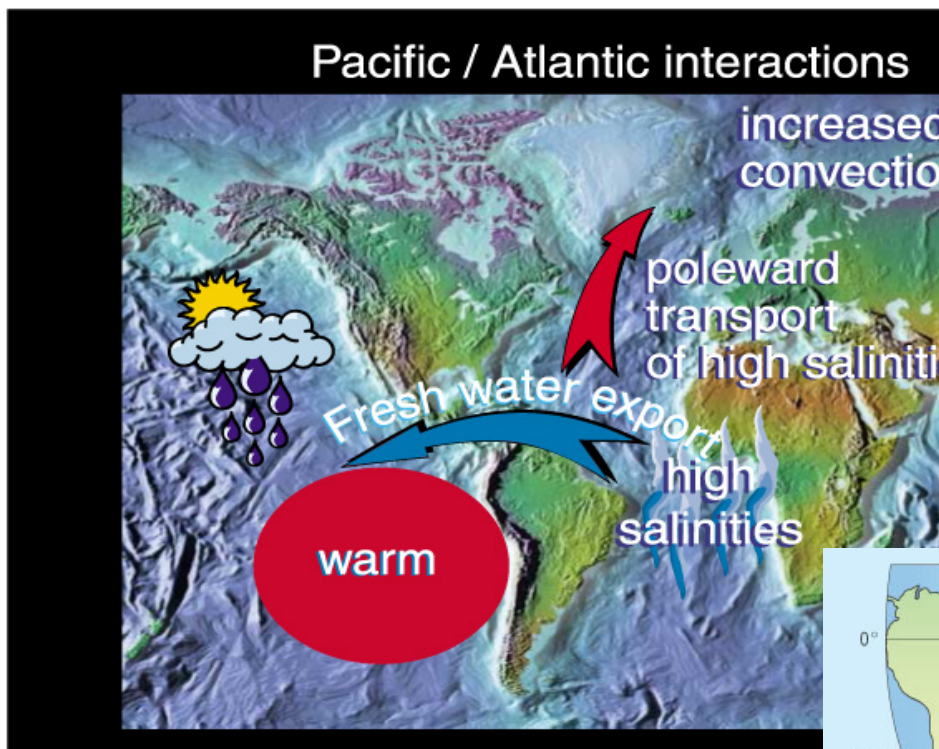 Pacific / Atlantic interactions
increased
convectio
poleward
transport
of high saliniti
Fresh water export
high
salinities
warm
0°